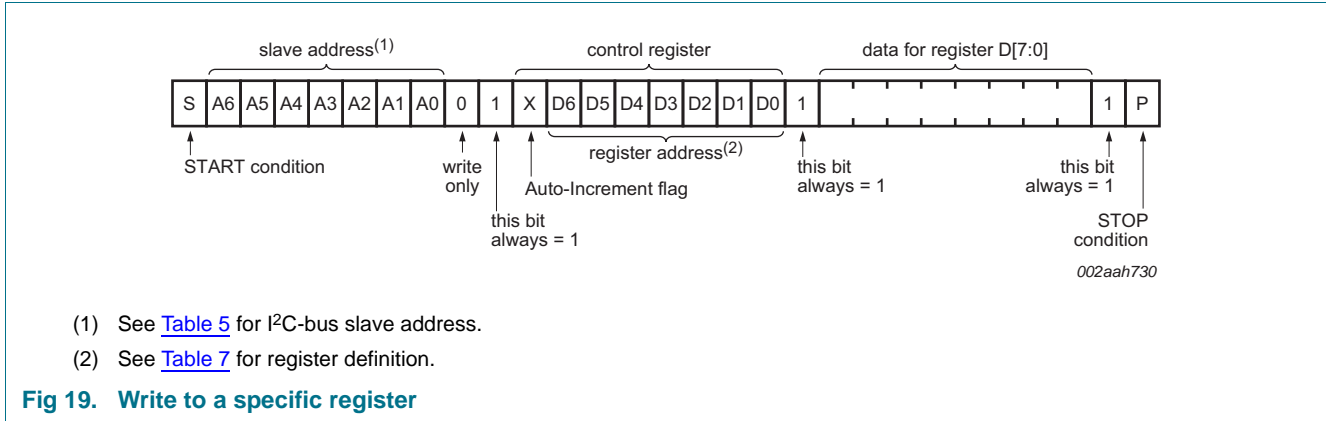 slave address(1) control register data for register D[7:0]
S A6 A5 A4 A3 A2 A1 A0 0 1 X D6 D5 D4 D3 D2 D1 D0 1 1 P
register address(2)
START condition
write
only
Auto-Increment flag
this bit
always = 1
this bit
always = 1
this bit
always = 1
STOP
condition
002aah730
(1) See Table 5 for I2C-bus slave address.
(2) See Table 7 for register definition.
Fig 19. Write to a specific register